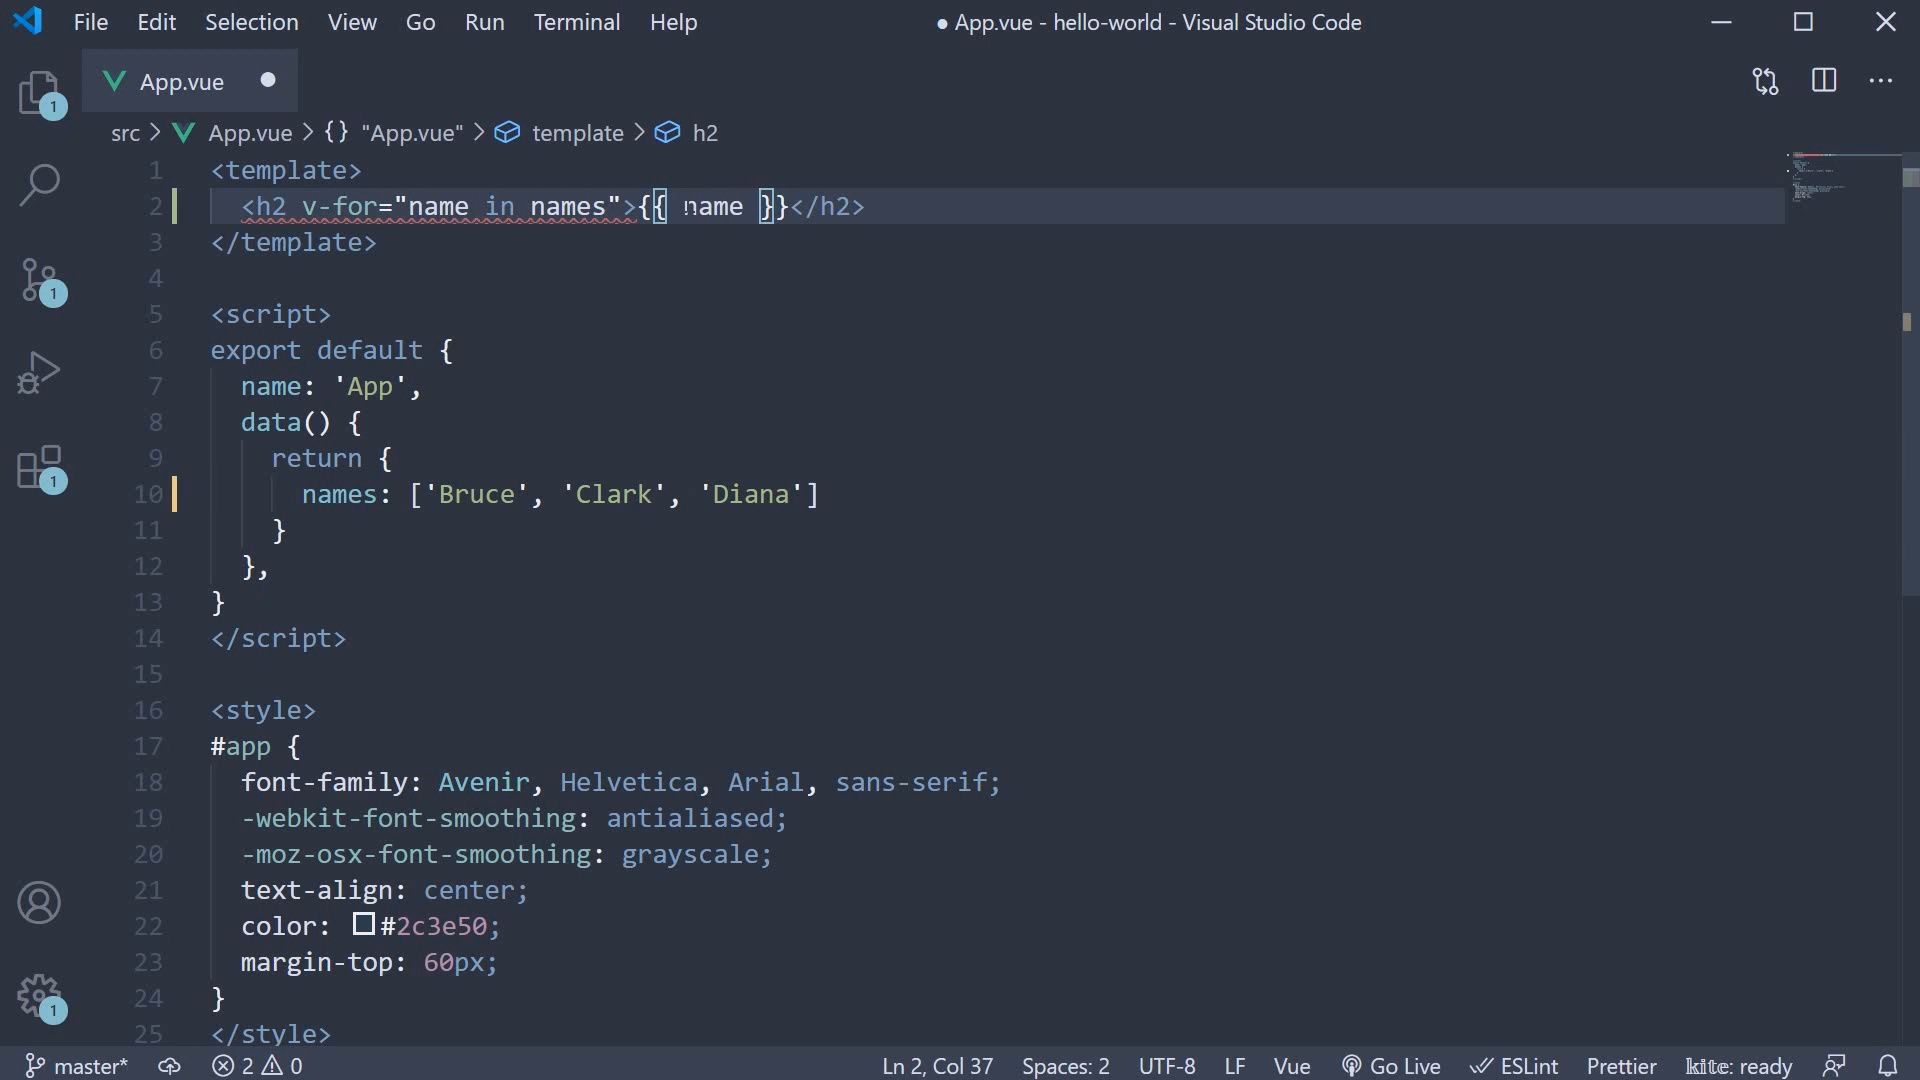 File Edit Selection View Go Run Terminal Help
● App.vue - hello-world - Visual Studio Code
App.vue
src > App.vue > {} "App.vue" > template > h2
1 <template>
2   <h2 v-for="name in names">{{ name }}</h2>
3 </template>
4
5 <script>
6 export default {
7   name: 'App',
8   data() {
9     return {
10       names: ['Bruce', 'Clark', 'Diana']
11     }
12   },
13 }
14 </script>
15
16 <style>
17 #app {
18   font-family: Avenir, Helvetica, Arial, sans-serif;
19   -webkit-font-smoothing: antialiased;
20   -moz-osx-font-smoothing: grayscale;
21   text-align: center;
22   color: #2c3e50;
23   margin-top: 60px;
24 }
25 </style>
1
1
1
1
master* 2 0 Ln 2, Col 37 Spaces: 2 UTF-8 LF Vue Go Live ESLint Prettier kite: ready